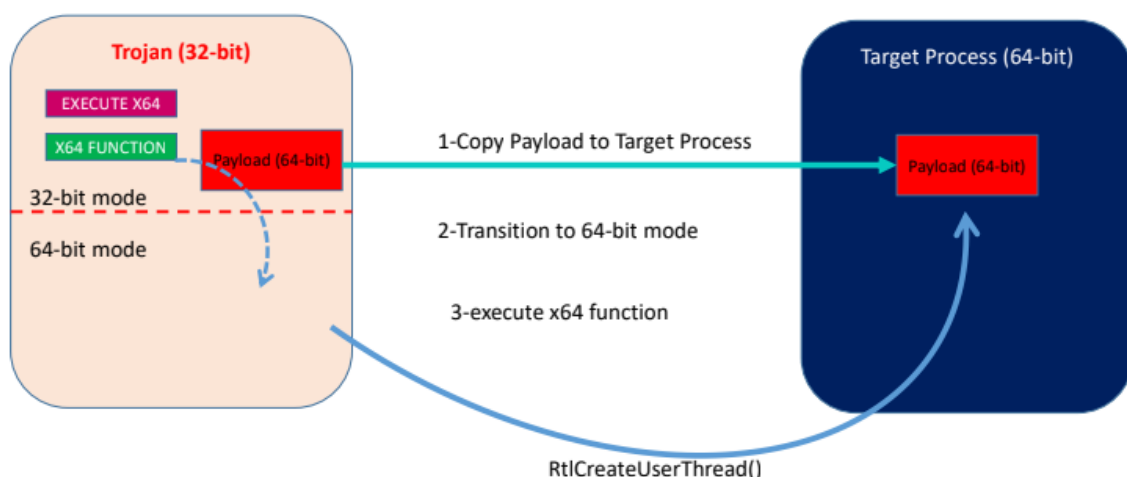 Trojan (32-bit)
EXECUTE X64
X64 FUNCTION
Payload (64-bit)
32-bit mode
64-bit mode
1-Copy Payload to Target Process
2-Transition to 64-bit mode
3-execute x64 function
RtlCreateUserThread()
Target Process (64-bit)
Payload (64-bit)